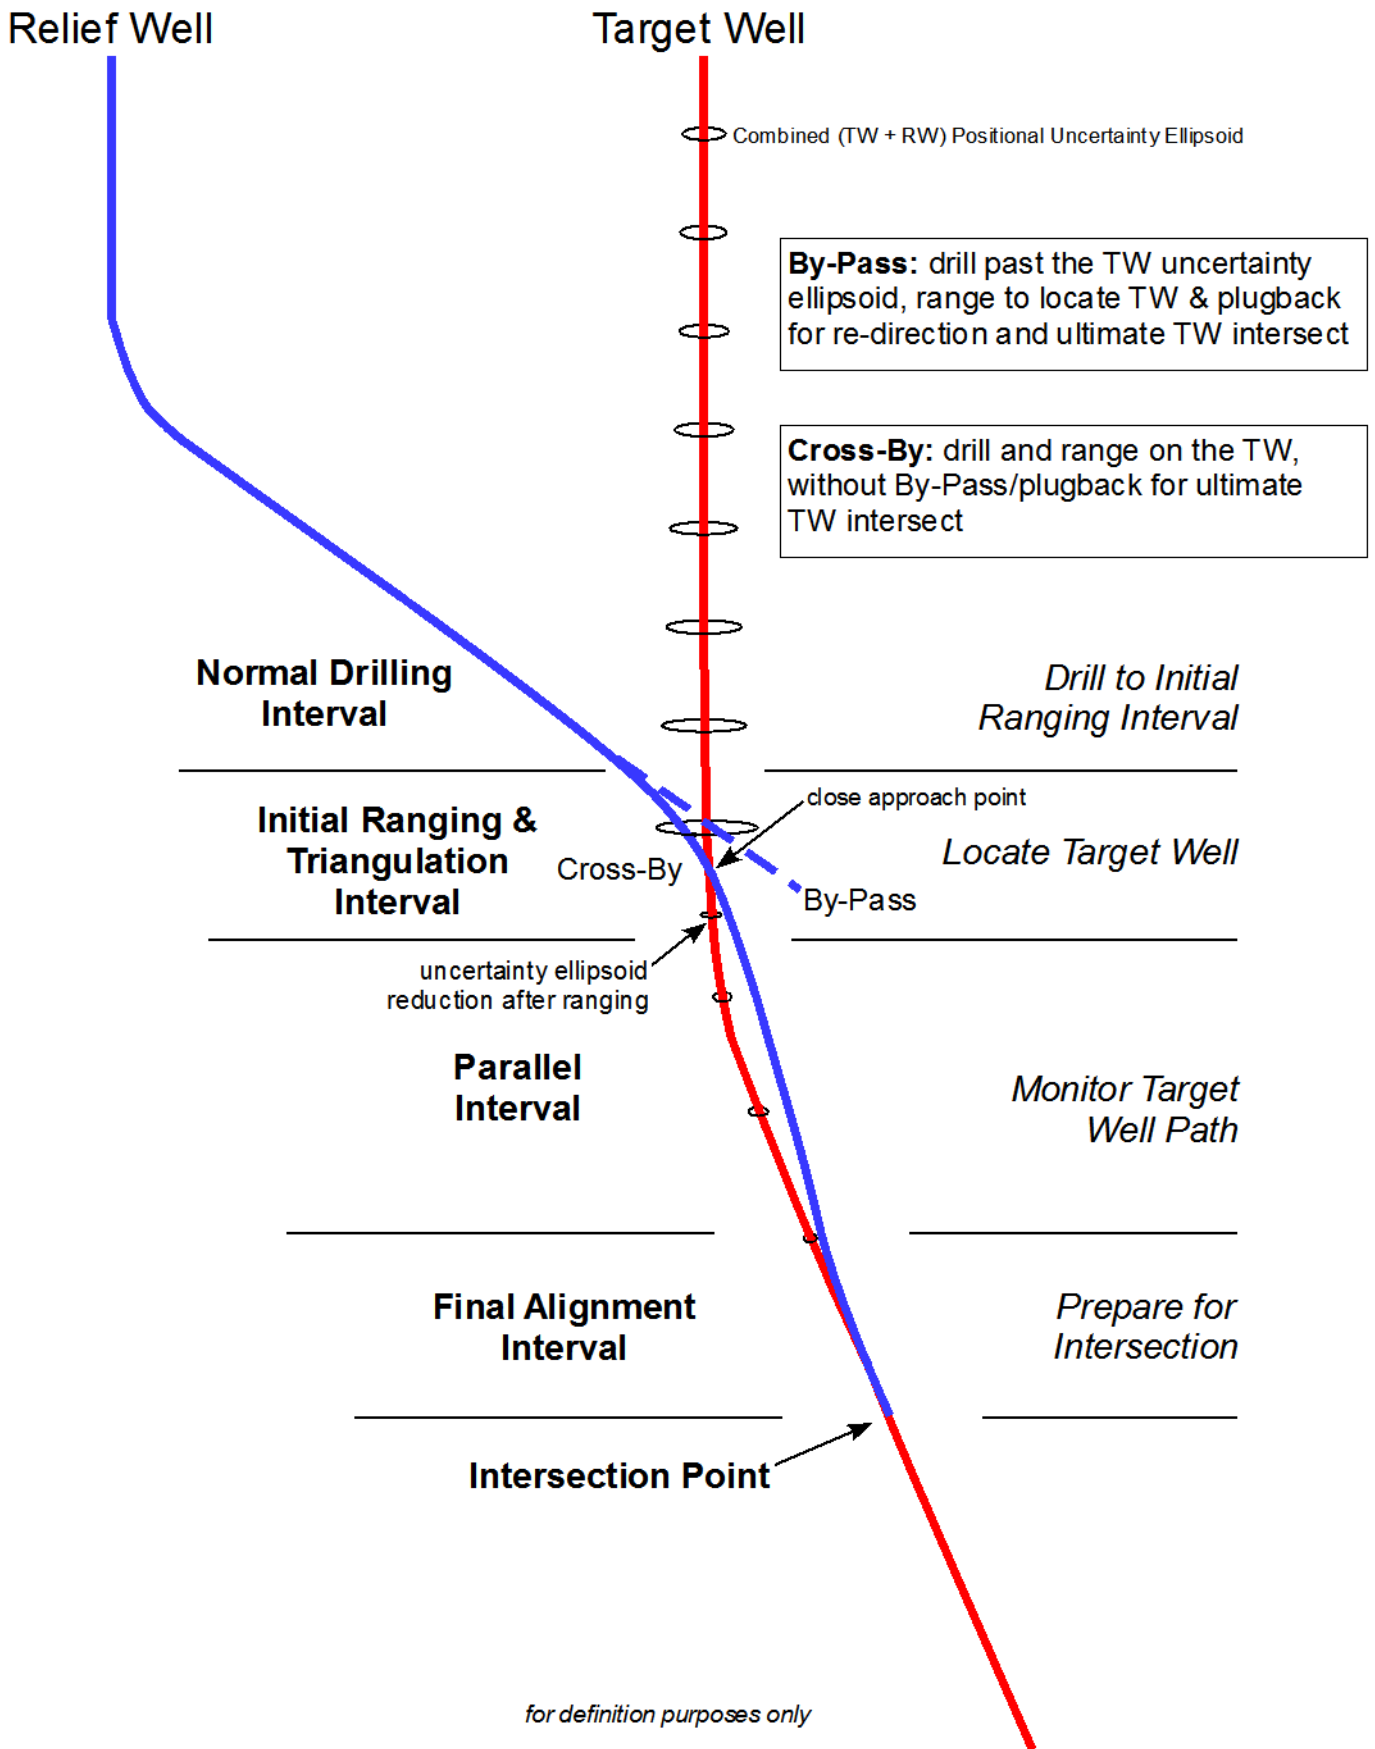 Relief Well
Target Well
Combined (TW + RW) Positional Uncertainty Ellipsoid
By-Pass: drill past the TW uncertainty
ellipsoid, range to locate TW & plugback
for re-direction and ultimate TW intersect
Cross-By: drill and range on the TW,
without By-Pass/plugback for ultimate
TW intersect
Normal Drilling
Interval
Drill to Initial
Ranging Interval
close approach point
Initial Ranging &
Triangulation
Interval
Cross-By
Locate Target Well
By-Pass
uncertainty ellipsoid
reduction after ranging
Parallel
Interval
Monitor Target
Well Path
Final Alignment
Interval
Prepare for
Intersection
Intersection Point
for definition purposes only